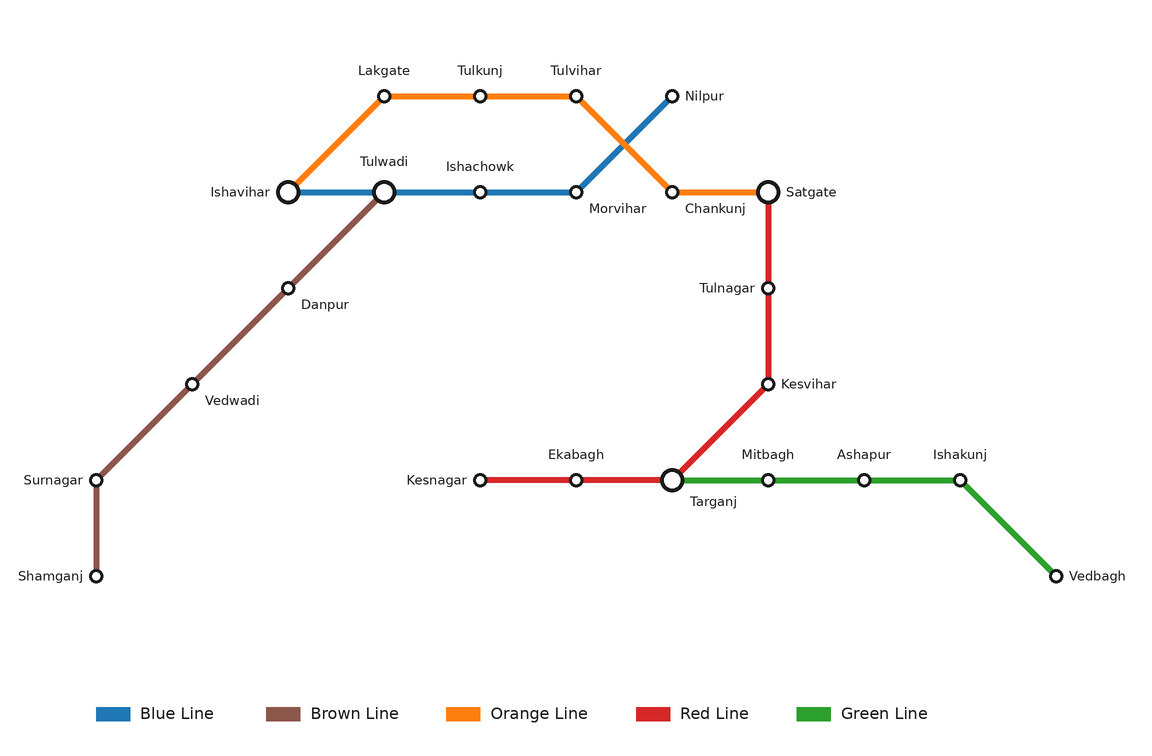 Lakgate
Tulkunj
Tulvihar
Nilpur
Tulwadi
Ishachowk
Ishavihar
Satgate
Morvihar
Chankunj
Tulnagar
Danpur
Kesvihar
Vedwadi
Ekabagh
Mitbagh
Ashapur
Ishakunj
Surnagar
Kesnagar
Targanj
Shamganj
Vedbagh
Blue Line
Brown Line
Orange Line
Red Line
Green Line